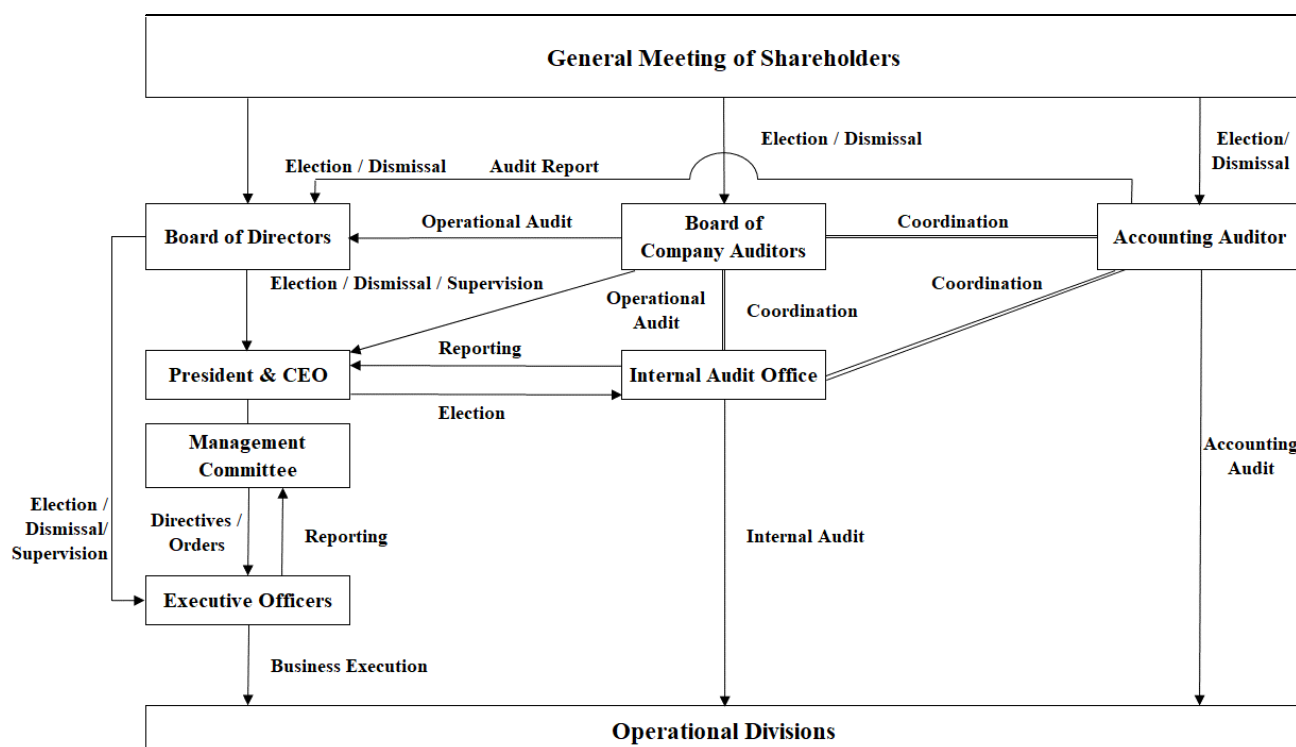 General Meeting of Shareholders
Election / Dismissal
Election/
Dismissal
Election / Dismissal
Audit Report
Board of Directors
Operational Audit
Board of
Company Auditors
Coordination
Accounting Auditor
Election / Dismissal / Supervision
Operational
Audit
Coordination
Coordination
Reporting
President & CEO
Internal Audit Office
Election
Management
Committee
Accounting
Audit
Election /
Dismissal/
Supervision
Directives /
Orders
Reporting
Internal Audit
Executive Officers
Business Execution
Operational Divisions